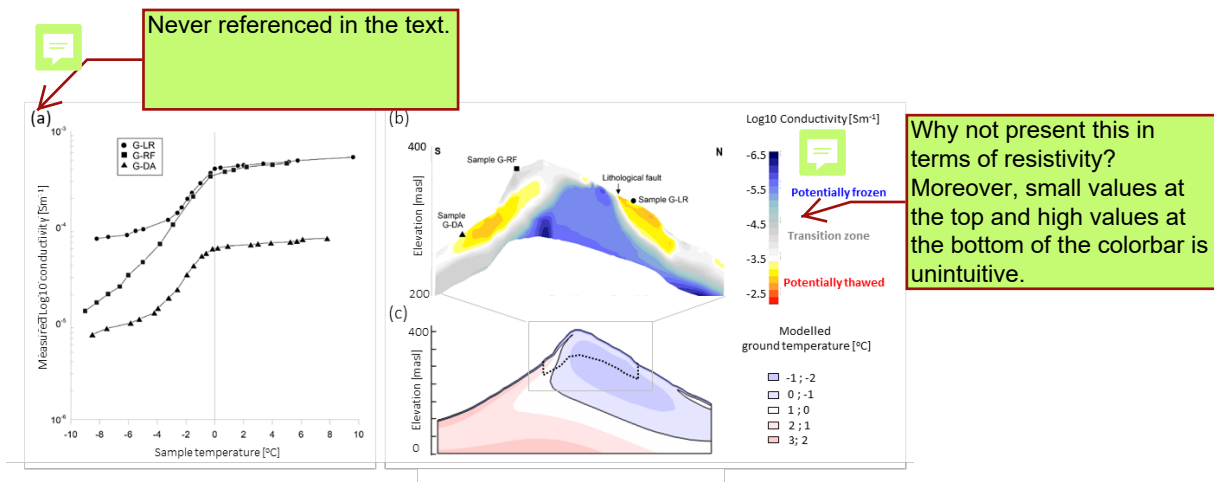 Never referenced in the text.
(a)
G-LR
G-RF
G-DA
10⁻³
10⁻⁴
10⁻⁵
10⁻⁶
Measured Log10 conductivity [Sm⁻¹]
-10 -8 -6 -4 -2 0 2 4 6 8 10
Sample temperature [ºC]
(b)
400
200
Elevation [masl]
S
N
Sample G-RF
Sample
G-DA
Lithological fault
Sample G-LR
Log10 Conductivity [Sm⁻¹]
-6.5
-5.5
-4.5
-3.5
-2.5
Potentially frozen
Transition zone
Potentially thawed
Why not present this in
terms of resistivity?
Moreover, small values at
the top and high values at
the bottom of the colorbar is
unintuitive.
(c)
400
0
Elevation [masl]
Modelled
ground temperature [ºC]
-1 ; -2
0 ; -1
1 ; 0
2 ; 1
3; 2